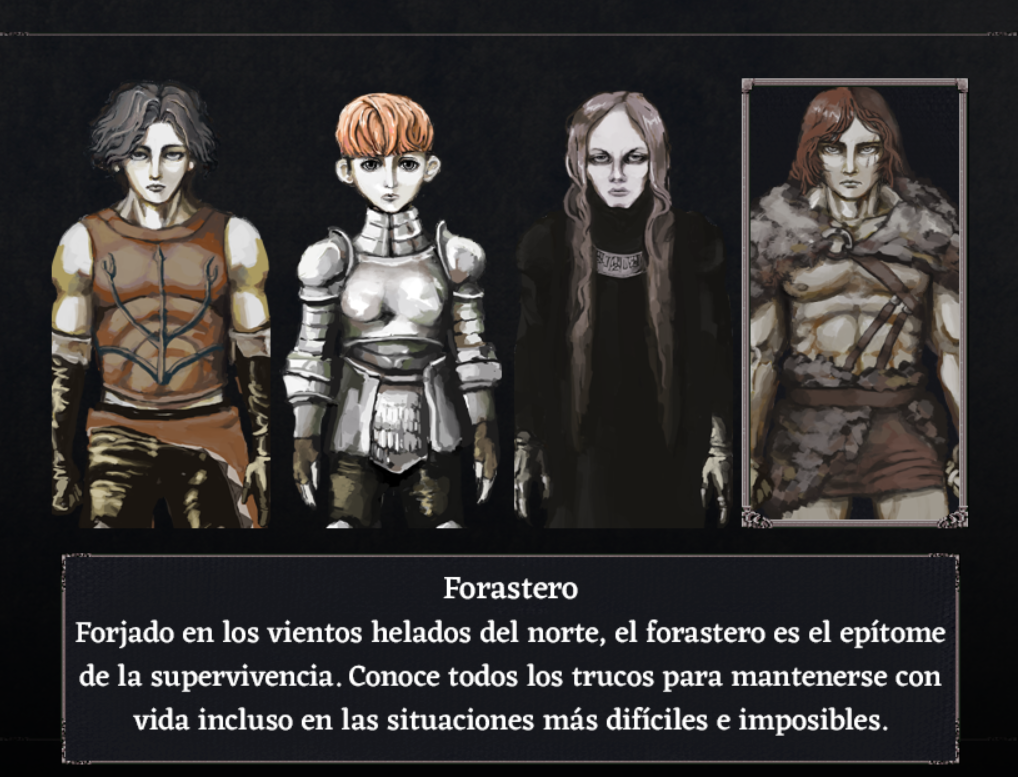 Forastero
Forjado en los vientos helados del norte, el forastero es el epítome
de la supervivencia. Conoce todos los trucos para mantenerse con
vida incluso en las situaciones más difíciles e imposibles.